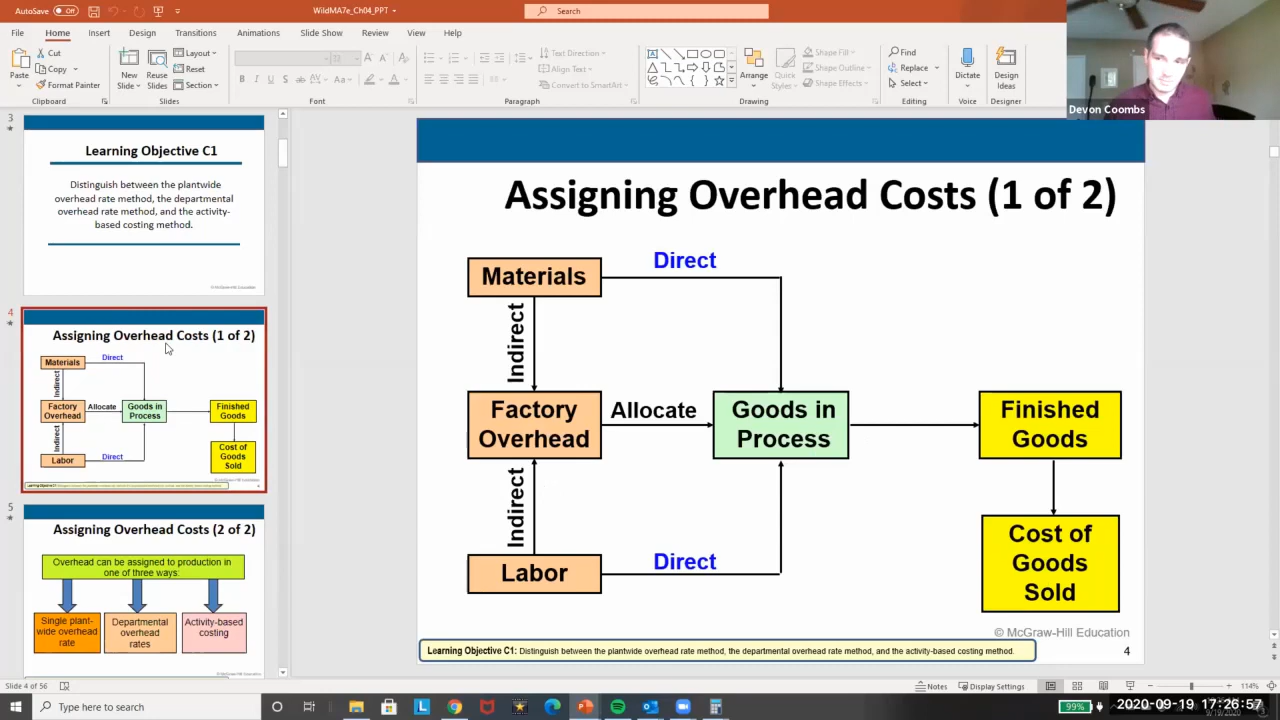 AutoSave Off
WildMA7e_Ch04_PPT
Search
File Home Insert Design Transitions Animations Slide Show Review View Help
Paste
Cut
Copy
Format Painter
Clipboard
New Slide
Reuse Slides
Layout
Reset
Section
Slides
Font
Text Direction
Align Text
Convert to SmartArt
Paragraph
Arrange
Quick Styles
Shape Fill
Shape Outline
Shape Effects
Drawing
Find
Replace
Select
Editing
Dictate
Voice
Design Ideas
Designer
Devon Coombs
3
Learning Objective C1
Distinguish between the plantwide
overhead rate method, the departmental
overhead rate method, and the activity-
based costing method.
© McGraw-Hill Education
4
Assigning Overhead Costs (1 of 2)
Materials
Direct
Indirect
Factory Overhead
Allocate
Goods in Process
Finished Goods
Indirect
Labor
Direct
Cost of Goods Sold
5
Assigning Overhead Costs (2 of 2)
Overhead can be assigned to production in
one of three ways:
Single plant-wide overhead rate
Departmental overhead rates
Activity-based costing
Assigning Overhead Costs (1 of 2)
Materials
Direct
Indirect
Factory
Overhead
Allocate
Goods in
Process
Finished
Goods
Indirect
Labor
Direct
Cost of
Goods
Sold
© McGraw-Hill Education
Learning Objective C1: Distinguish between the plantwide overhead rate method, the departmental overhead rate method, and the activity-based costing method.
4
Slide 4 of 56
Notes
Display Settings
114%
Type here to search
99%
2020-09-19 17:26:57